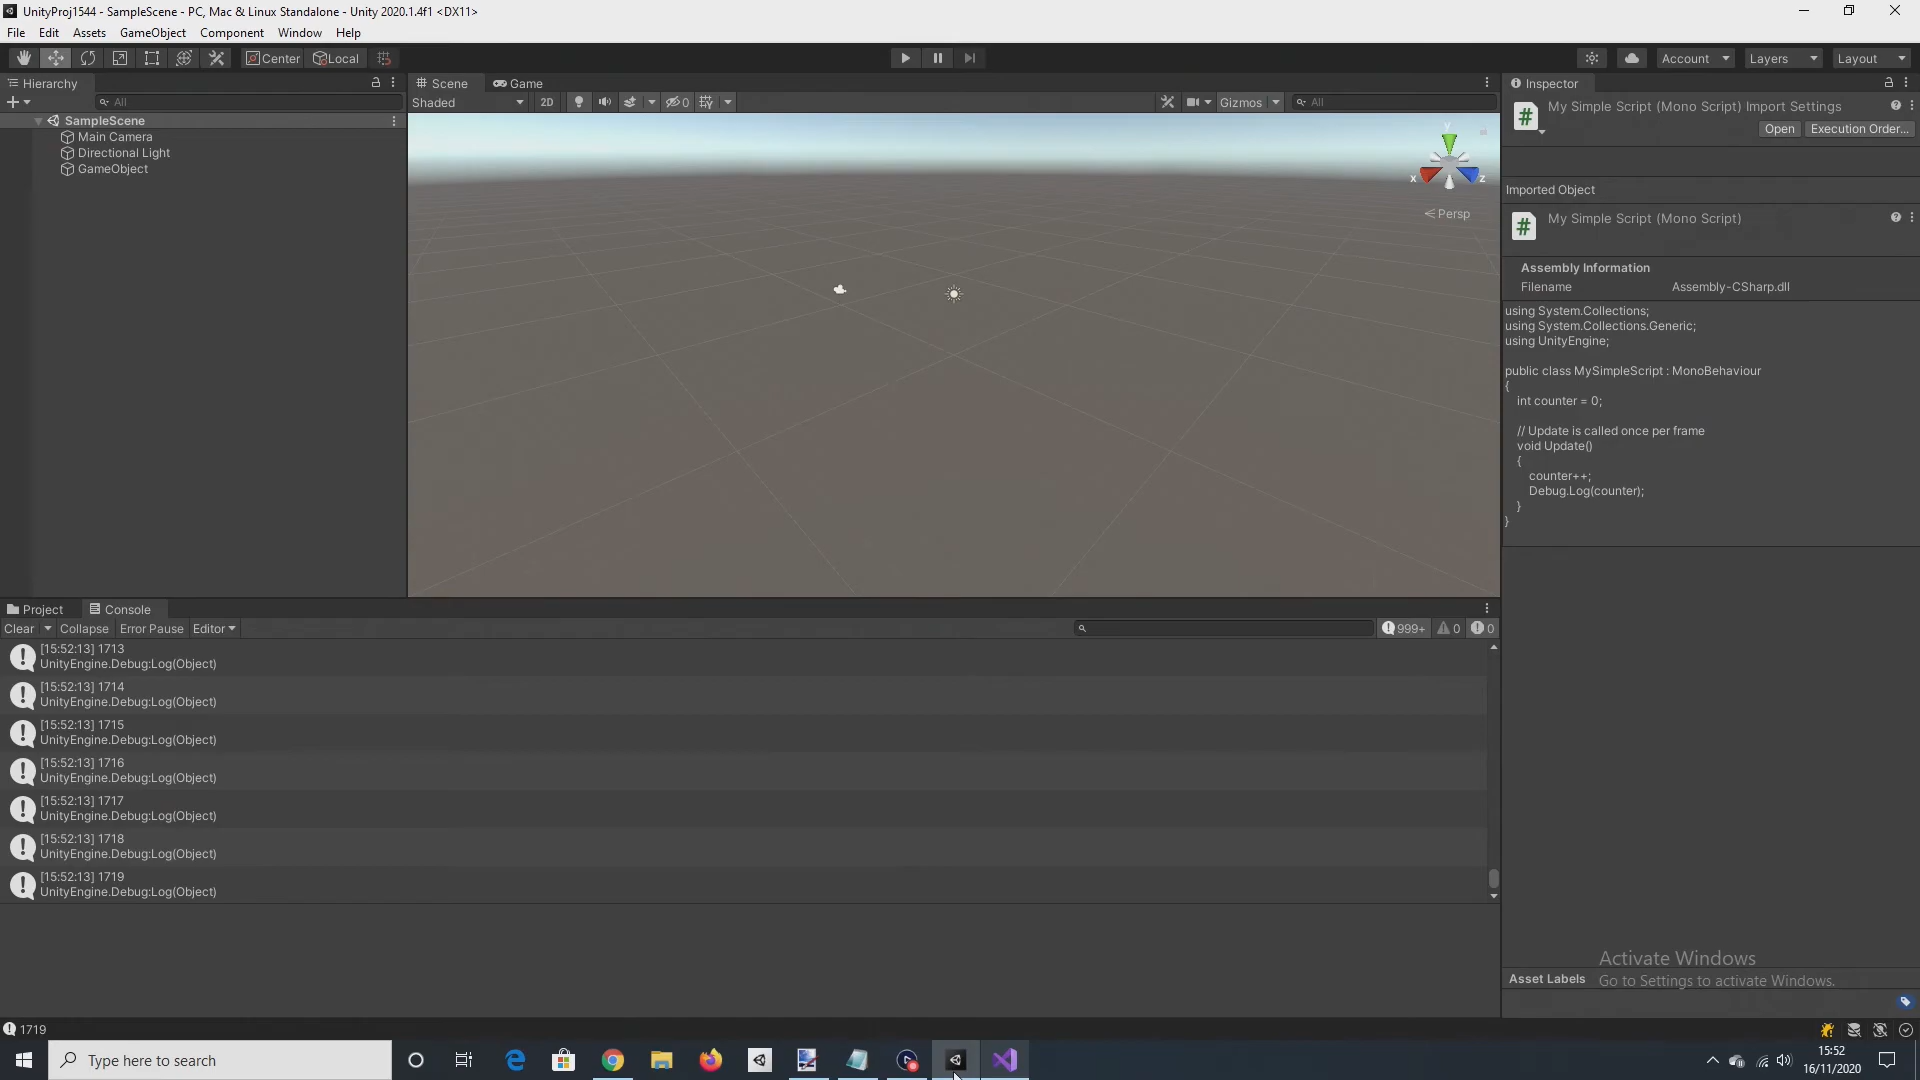 UnityProj1544 - SampleScene - PC, Mac & Linux Standalone - Unity 2020.1.4f1 <DX11>
File Edit Assets GameObject Component Window Help
Center Local Account Layers Layout
Hierarchy
All
SampleScene
Main Camera
Directional Light
GameObject
Scene Game
Shaded 2D 0 Gizmos All
y
x z
Persp
Inspector
My Simple Script (Mono Script) Import Settings
Open Execution Order...
Imported Object
My Simple Script (Mono Script)
Assembly Information
Filename Assembly-CSharp.dll
using System.Collections;
using System.Collections.Generic;
using UnityEngine;
public class MySimpleScript : MonoBehaviour
{
int counter = 0;
// Update is called once per frame
void Update()
{
counter++;
Debug.Log(counter);
}
}
Project Console
Clear Collapse Error Pause Editor 999+ 0 0
[15:52:13] 1713
UnityEngine.Debug:Log(Object)
[15:52:13] 1714
UnityEngine.Debug:Log(Object)
[15:52:13] 1715
UnityEngine.Debug:Log(Object)
[15:52:13] 1716
UnityEngine.Debug:Log(Object)
[15:52:13] 1717
UnityEngine.Debug:Log(Object)
[15:52:13] 1718
UnityEngine.Debug:Log(Object)
[15:52:13] 1719
UnityEngine.Debug:Log(Object)
Activate Windows
Asset Labels Go to Settings to activate Windows.
1719
Type here to search
15:52
16/11/2020